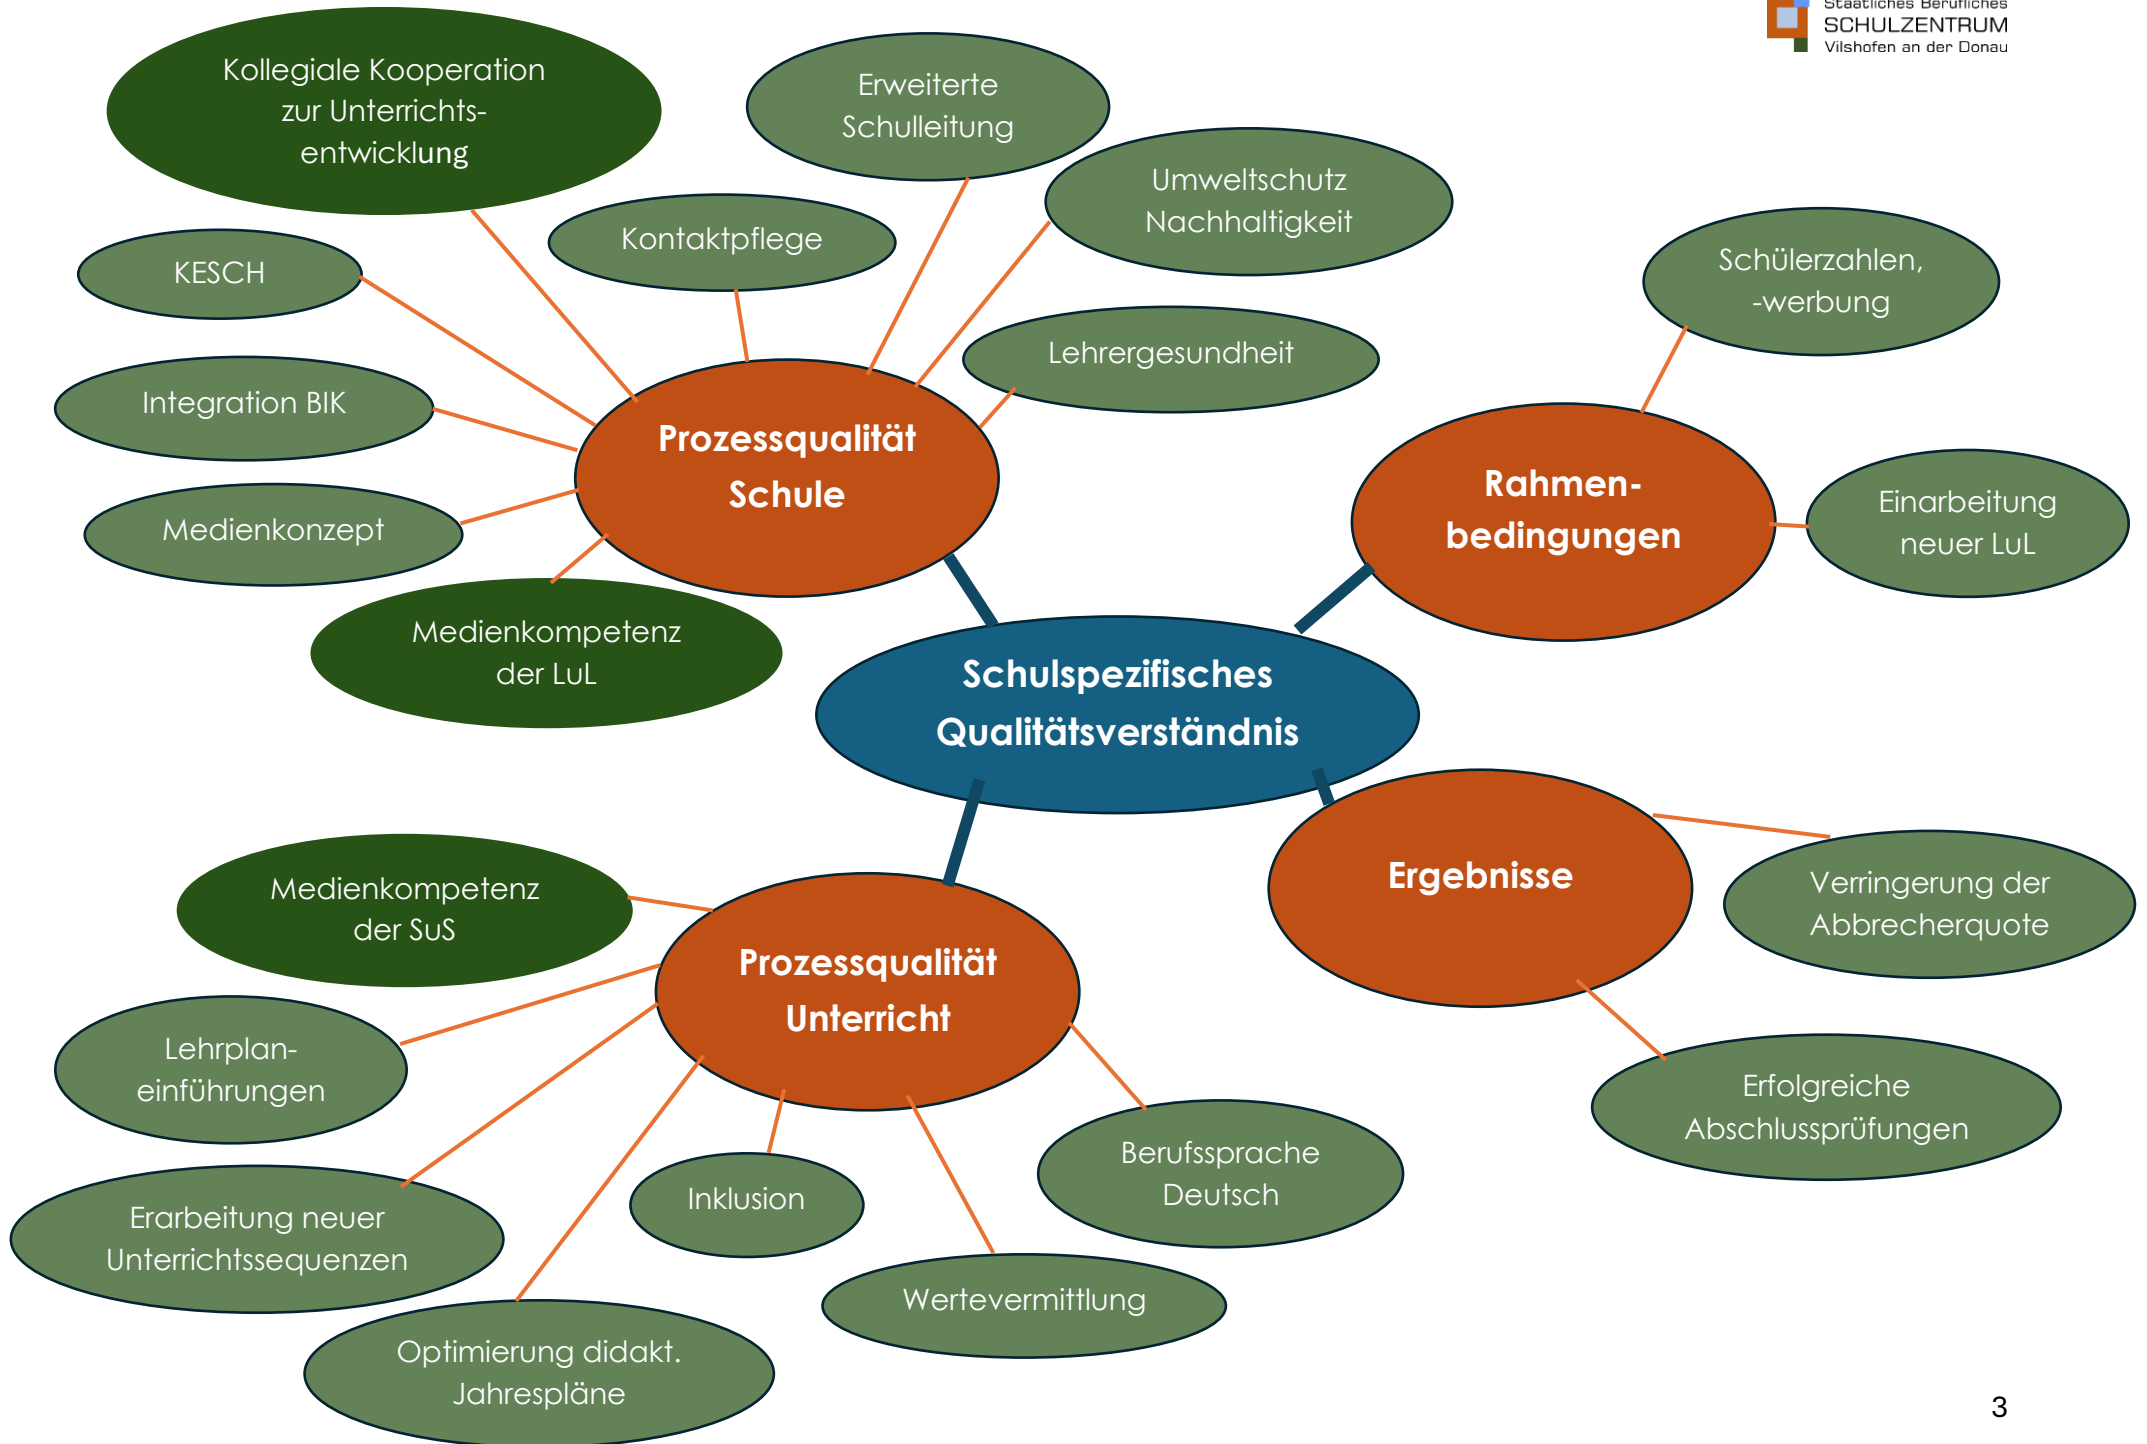 Staatliches Berufliches
SCHULZENTRUM
Vilshofen an der Donau
Kollegiale Kooperation
zur Unterrichts-
entwicklung
Erweiterte
Schulleitung
Umweltschutz
Nachhaltigkeit
Kontaktpflege
KESCH
Schülerzahlen,
-werbung
Lehrergesundheit
Integration BIK
Prozessqualität
Schule
Rahmen-
bedingungen
Einarbeitung
neuer LuL
Medienkonzept
Medienkompetenz
der LuL
Schulspezifisches
Qualitätsverständnis
Medienkompetenz
der SuS
Ergebnisse
Verringerung der
Abbrecherquote
Prozessqualität
Unterricht
Lehrplan-
einführungen
Erfolgreiche
Abschlussprüfungen
Berufssprache
Deutsch
Inklusion
Erarbeitung neuer
Unterrichtssequenzen
Wertevermittlung
Optimierung didakt.
Jahrespläne
3